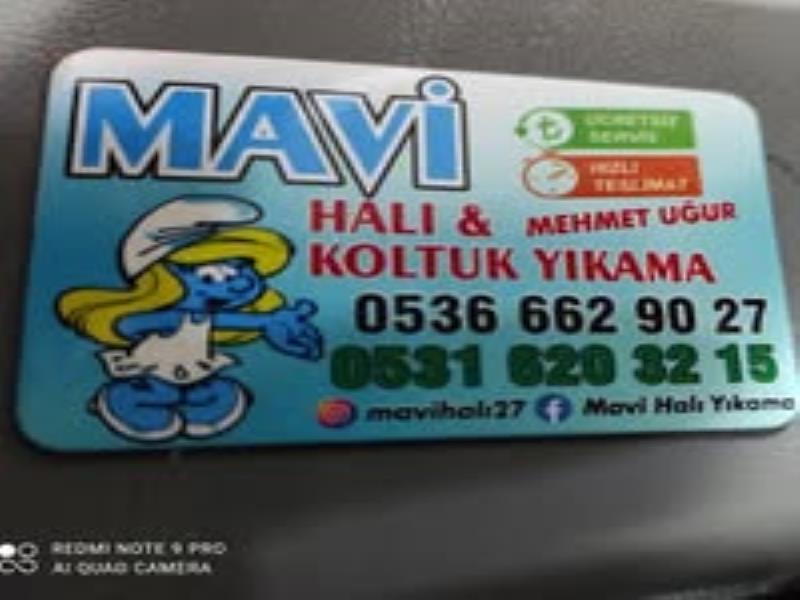 MAVİ
ÜCRETSİZ
SERVİS
HIZLI
TESLİMAT
HALI & MEHMET UĞUR
KOLTUK YIKAMA
0536 662 90 27
0531 620 32 15
mavihalı27 Mavi Halı Yıkama
REDMI NOTE 9 PRO
AI QUAD CAMERA